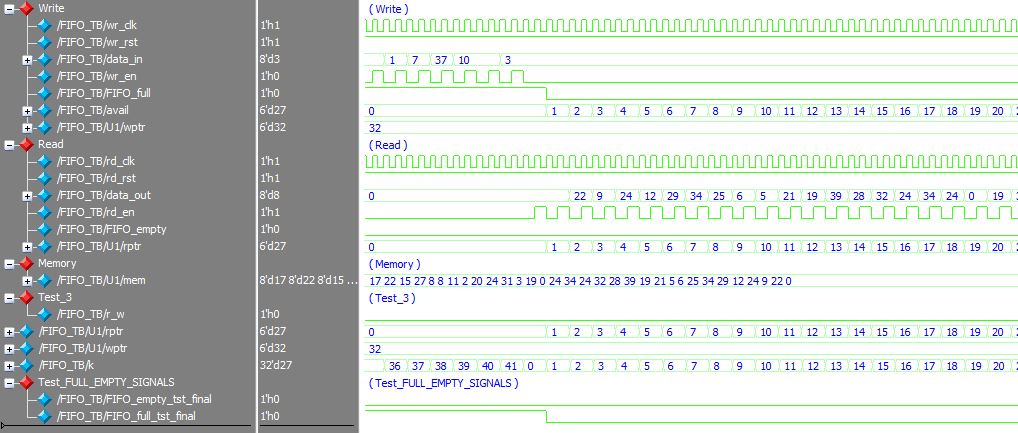 Write (Write)
/FIFO_TB/wr_clk 1'h1
/FIFO_TB/wr_rst 1'h1
/FIFO_TB/data_in 8'd3 1 7 37 10 3
/FIFO_TB/wr_en 1'h0
/FIFO_TB/FIFO_full 1'h0
/FIFO_TB/avail 6'd27 0 1 2 3 4 5 6 7 8 9 10 11 12 13 14 15 16 17 18 19 20
/FIFO_TB/U1/wptr 6'd32 32
Read (Read)
/FIFO_TB/rd_clk 1'h1
/FIFO_TB/rd_rst 1'h1
/FIFO_TB/data_out 8'd8 0 22 9 24 12 29 34 25 6 5 21 19 39 28 32 24 34 24 0 19
/FIFO_TB/rd_en 1'h1
/FIFO_TB/FIFO_empty 1'h0
/FIFO_TB/U1/rptr 6'd27 0 1 2 3 4 5 6 7 8 9 10 11 12 13 14 15 16 17 18 19 20
Memory (Memory)
/FIFO_TB/U1/mem 8'd17 8'd22 8'd15 ... 17 22 15 27 8 8 11 2 20 24 31 3 19 0 24 34 24 32 28 39 19 21 5 6 25 34 29 12 24 9 22 0
Test_3 (Test_3)
/FIFO_TB/r_w 1'h0
/FIFO_TB/U1/rptr 6'd27 0 1 2 3 4 5 6 7 8 9 10 11 12 13 14 15 16 17 18 19 20
/FIFO_TB/U1/wptr 6'd32 32
/FIFO_TB/k 32'd27 36 37 38 39 40 41 0 1 2 3 4 5 6 7 8 9 10 11 12 13 14 15 16 17 18 19 20
Test_FULL_EMPTY_SIGNALS (Test_FULL_EMPTY_SIGNALS)
/FIFO_TB/FIFO_empty_tst_final 1'h0
/FIFO_TB/FIFO_full_tst_final 1'h0